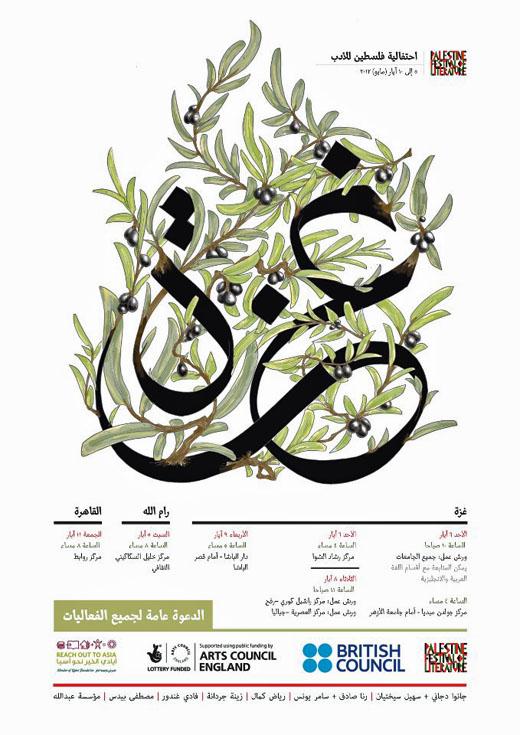 احتفالية فلسطين للأدب
٥ إلى ١٠ أيار (مايو) ٢٠١٢
PALESTINE
FESTIVAL OF
LITERATURE
غزة
غزة
الأحد ٦ أيار
الساعة ١٠ صباحا
ورش عمل: جميع الجامعات
يمكن المتابعة مع أقسام اللغة
العربية والانجليزية
الساعة ٤ مساء
مركز جولدن ميديا - أمام جامعة الأزهر
الأحد ٦ أيار
الساعة ٤ مساء
مركز رشاد الشوا
الثلاثاء ٨ أيار
الساعة ١١ صباحا
ورش عمل: مركز راشيل كوري - رفح
ورش عمل: مركز العصرية - جباليا
الأربعاء ٩ أيار
الساعة ٥ مساء
دار الباشا - أمام قصر
الباشا
رام الله
السبت ٥ أيار
الساعة ٨ مساء
مركز خليل السكاكيني
الثقافي
القاهرة
الجمعة ١١ أيار
الساعة ٨ مساء
مركز روابط
الدعوة عامة لجميع الفعاليات
REACH OUT TO ASIA
أيادي الخير نحو آسيا
LOTTERY FUNDED
Supported using public funding by
ARTS COUNCIL
ENGLAND
BRITISH
COUNCIL
PALESTINE
FESTIVAL OF
LITERATURE
جانوا دجاني + سهيل سيختيان | رنا صادق + سامر يونس | رياض كمال | زينة جردانة | فادي غندور | مصطفى بيدس | مؤسسة عبدالله